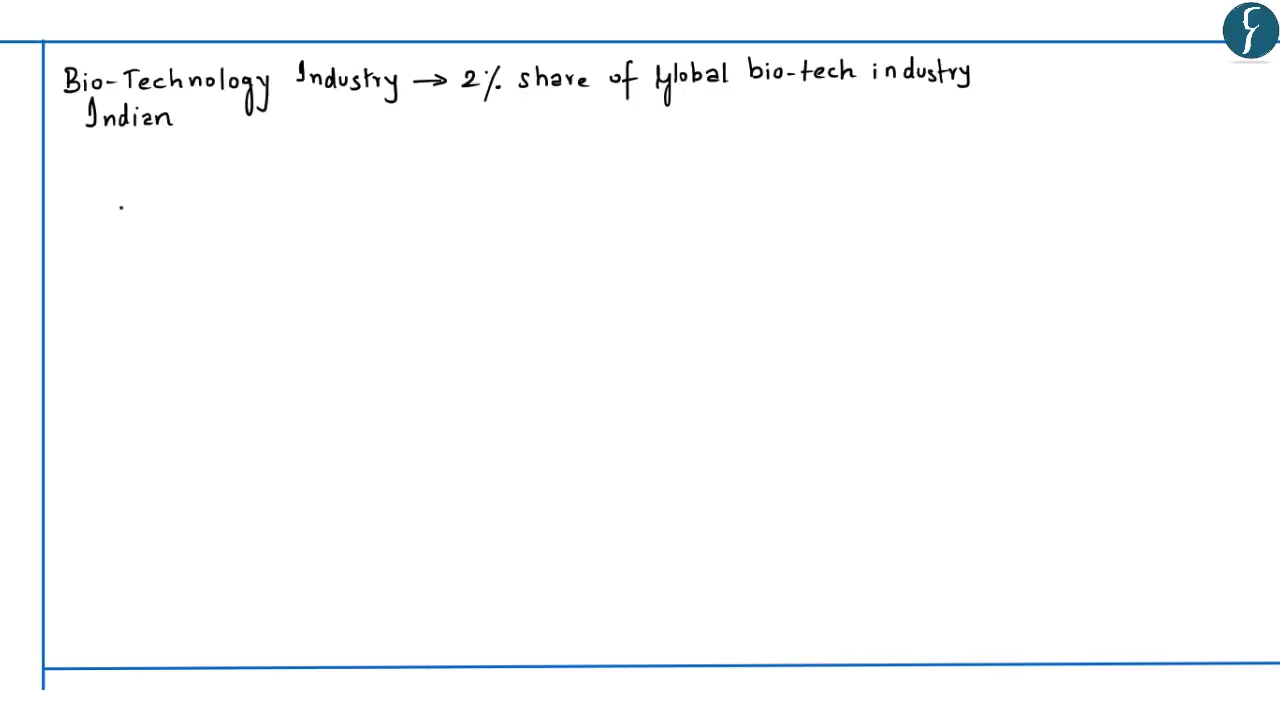 Bio-Technology Industry → 2% share of Global bio-tech industry
Indian